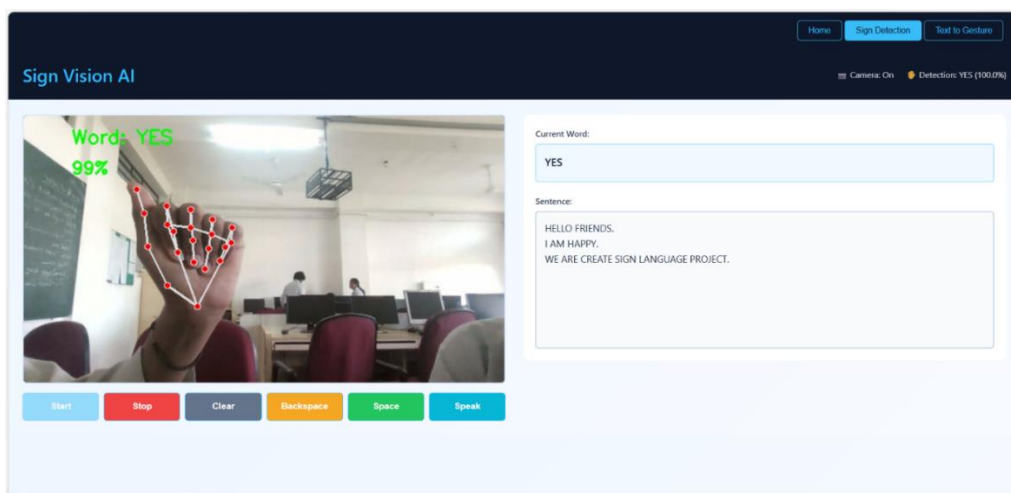 Home Sign Detection Text to Gesture
Sign Vision AI
Camera: On Detection: YES (100.0%)
Word: YES
99%
Current Word:
YES
Sentence:
HELLO FRIENDS.
I AM HAPPY.
WE ARE CREATE SIGN LANGUAGE PROJECT.
Start Stop Clear Backspace Space Speak